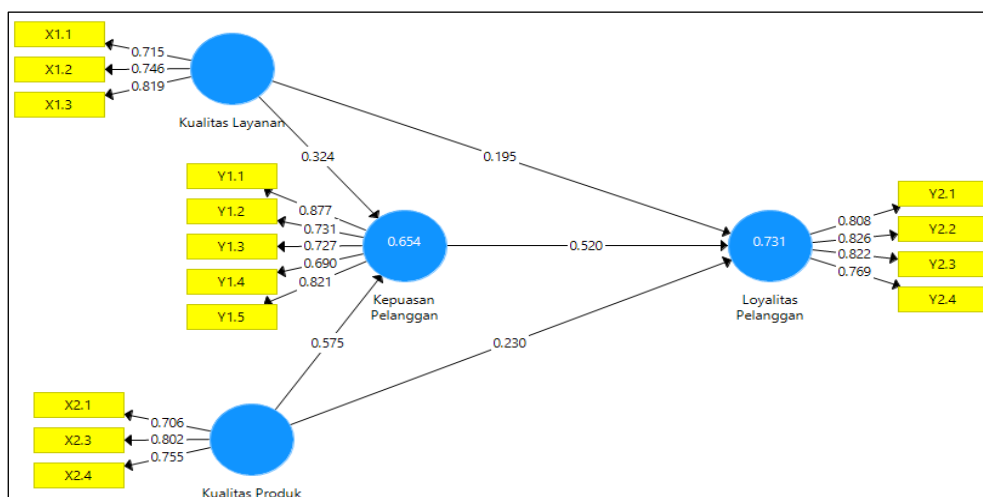 X1.1
X1.2
X1.3
0.715
0.746
0.819
Kualitas Layanan
0.324
0.195
Y1.1
Y1.2
Y1.3
Y1.4
Y1.5
0.877
0.731
0.727
0.690
0.821
0.654
Kepuasan
Pelanggan
0.520
0.731
Loyalitas
Pelanggan
0.808
0.826
0.822
0.769
Y2.1
Y2.2
Y2.3
Y2.4
0.575
0.230
X2.1
X2.3
X2.4
0.706
0.802
0.755
Kualitas Produk